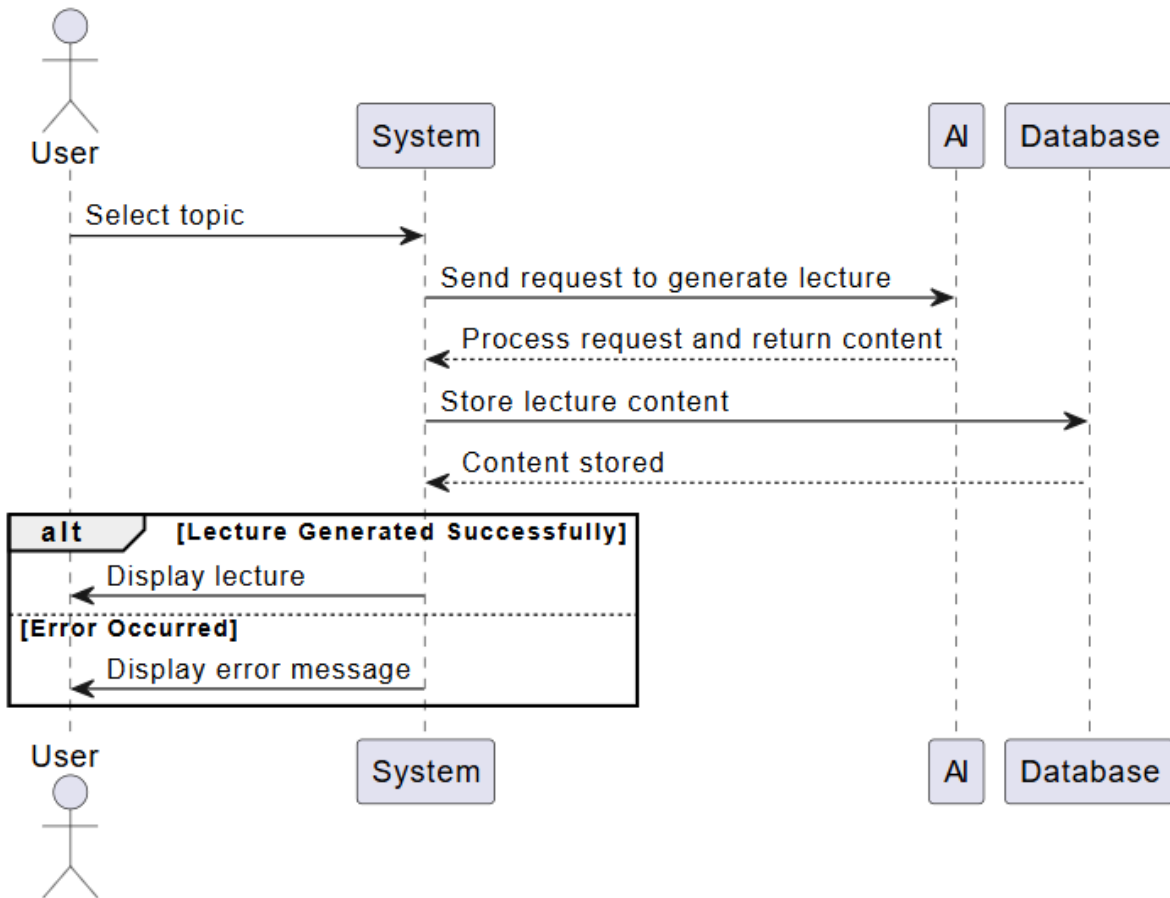 User
System
AI
Database
Select topic
Send request to generate lecture
Process request and return content
Store lecture content
Content stored
alt
[Lecture Generated Successfully]
Display lecture
[Error Occurred]
Display error message
User
System
AI
Database